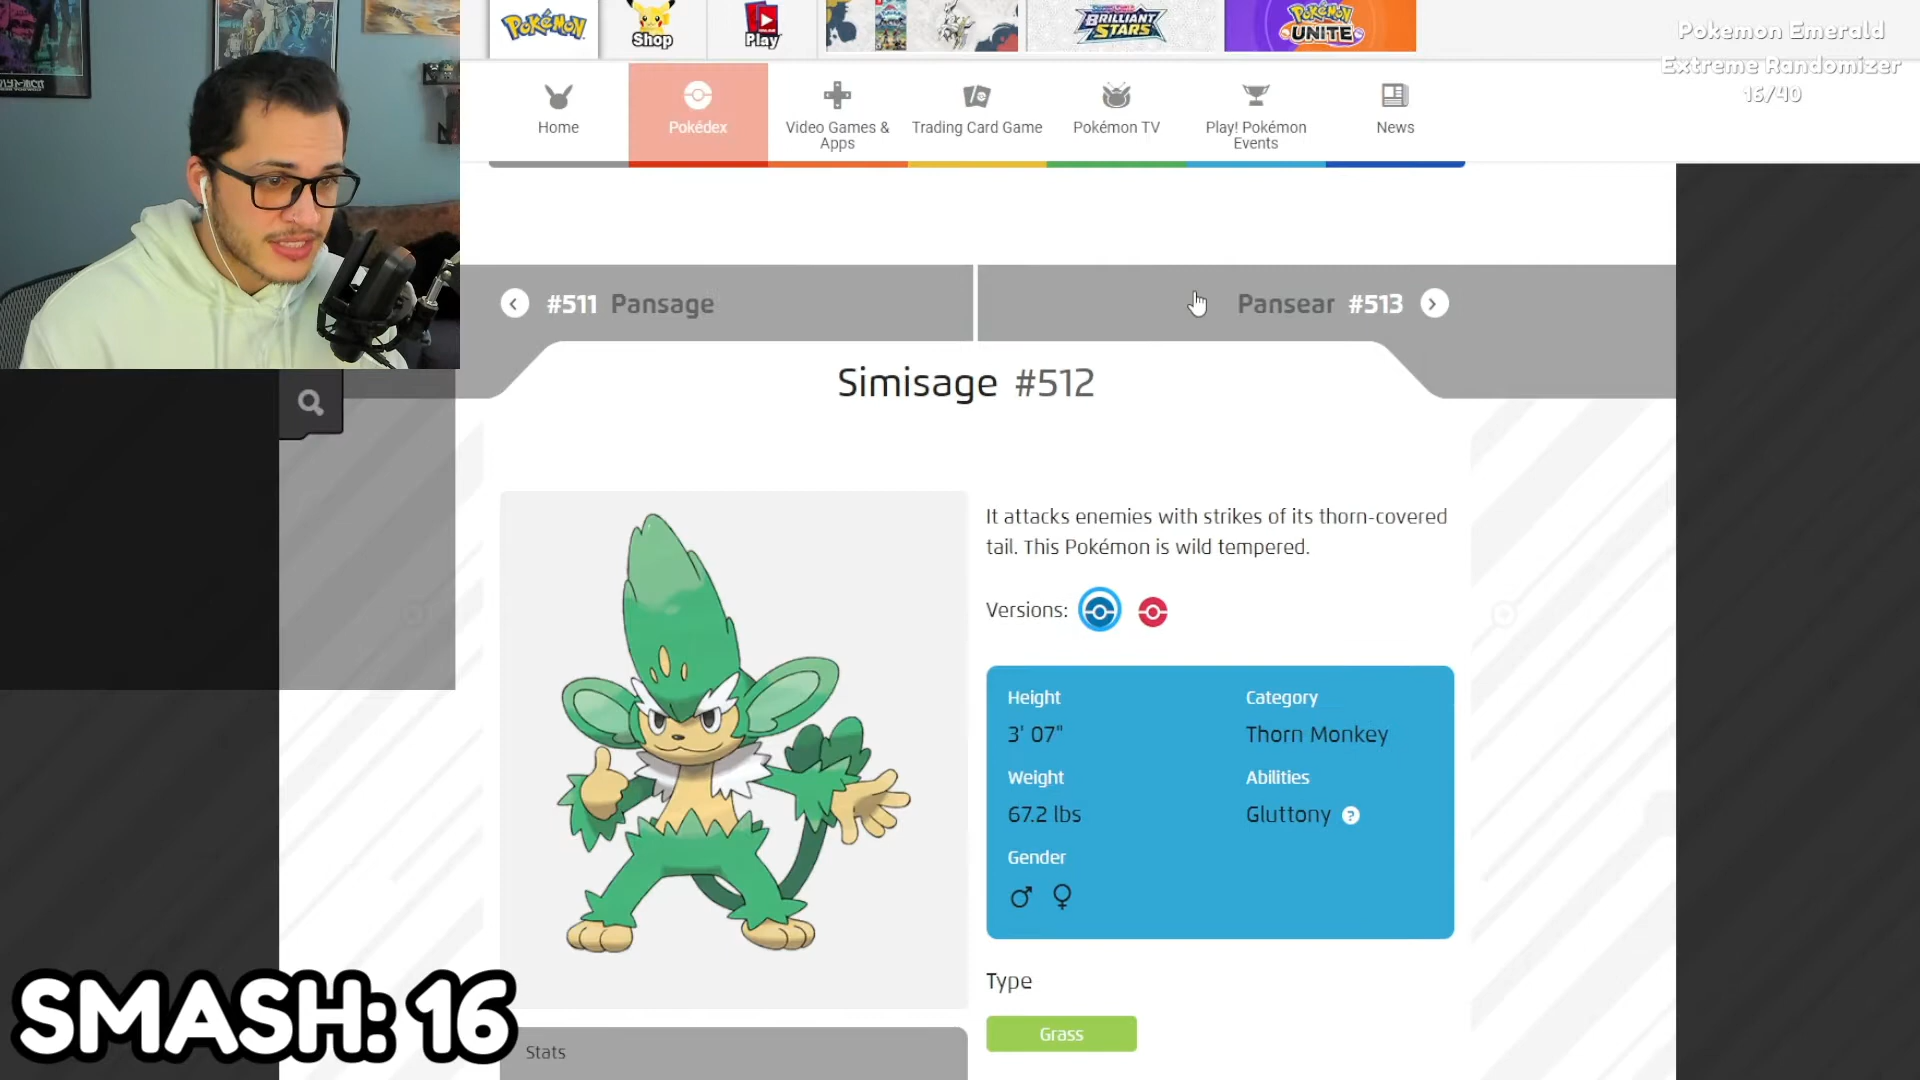 Pokémon
Shop
ONLINE
Play
BRILLIANT
STARS
POKÉMON
UNITE
Pokemon Emerald
Extreme Randomizer
16/40
Home
Pokédex
Video Games &
Apps
Trading Card Game
Pokémon TV
Play! Pokémon
Events
News
#511 Pansage
Pansear #513
Simisage #512
It attacks enemies with strikes of its thorn-covered
tail. This Pokémon is wild tempered.
Versions:
Height
3' 07"
Category
Thorn Monkey
Weight
67.2 lbs
Abilities
Gluttony ?
Gender
Type
Grass
Stats
SMASH: 16